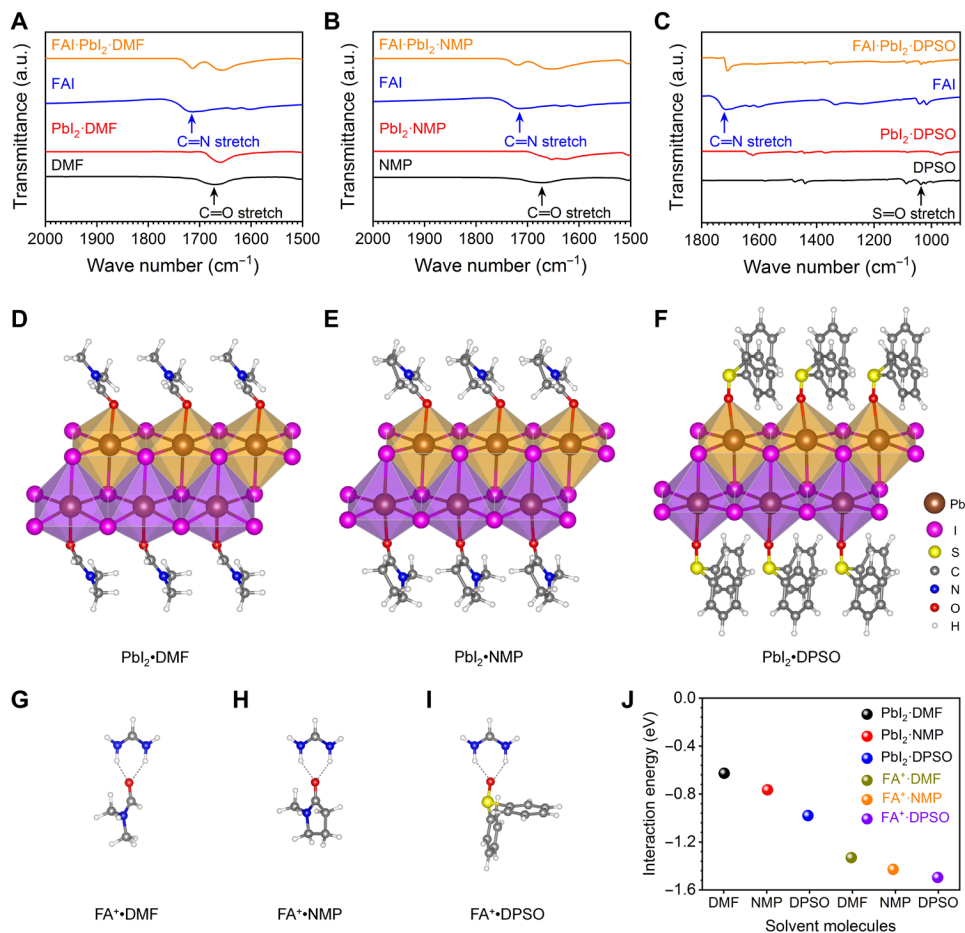 A
FAI·PbI₂·DMF
FAI
C=N stretch
PbI₂·DMF
DMF
C=O stretch
Transmittance (a.u.)
2000 1900 1800 1700 1600 1500
Wave number (cm⁻¹)
B
FAI·PbI₂·NMP
FAI
C=N stretch
PbI₂·NMP
NMP
C=O stretch
Transmittance (a.u.)
2000 1900 1800 1700 1600 1500
Wave number (cm⁻¹)
C
FAI·PbI₂·DPSO
FAI
C=N stretch
PbI₂·DPSO
DPSO
S=O stretch
Transmittance (a.u.)
1800 1600 1400 1200 1000
Wave number (cm⁻¹)
D
PbI₂•DMF
E
PbI₂•NMP
F
PbI₂•DPSO
Pb
I
S
C
N
O
H
G
FA⁺•DMF
H
FA⁺•NMP
I
FA⁺•DPSO
J
Interaction energy (eV)
0.0
−0.4
−0.8
−1.2
−1.6
PbI₂·DMF
PbI₂·NMP
PbI₂·DPSO
FA⁺·DMF
FA⁺·NMP
FA⁺·DPSO
DMF NMP DPSO DMF NMP DPSO
Solvent molecules